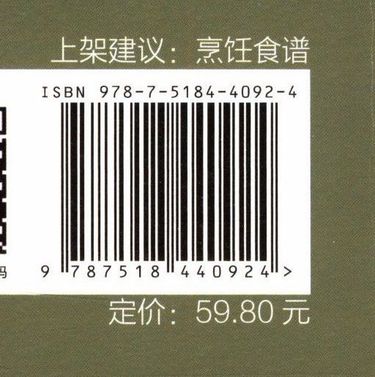 上架建议：烹饪食谱
ISBN 978-7-5184-4092-4
9 787518 440924 >
码
定价：59.80 元